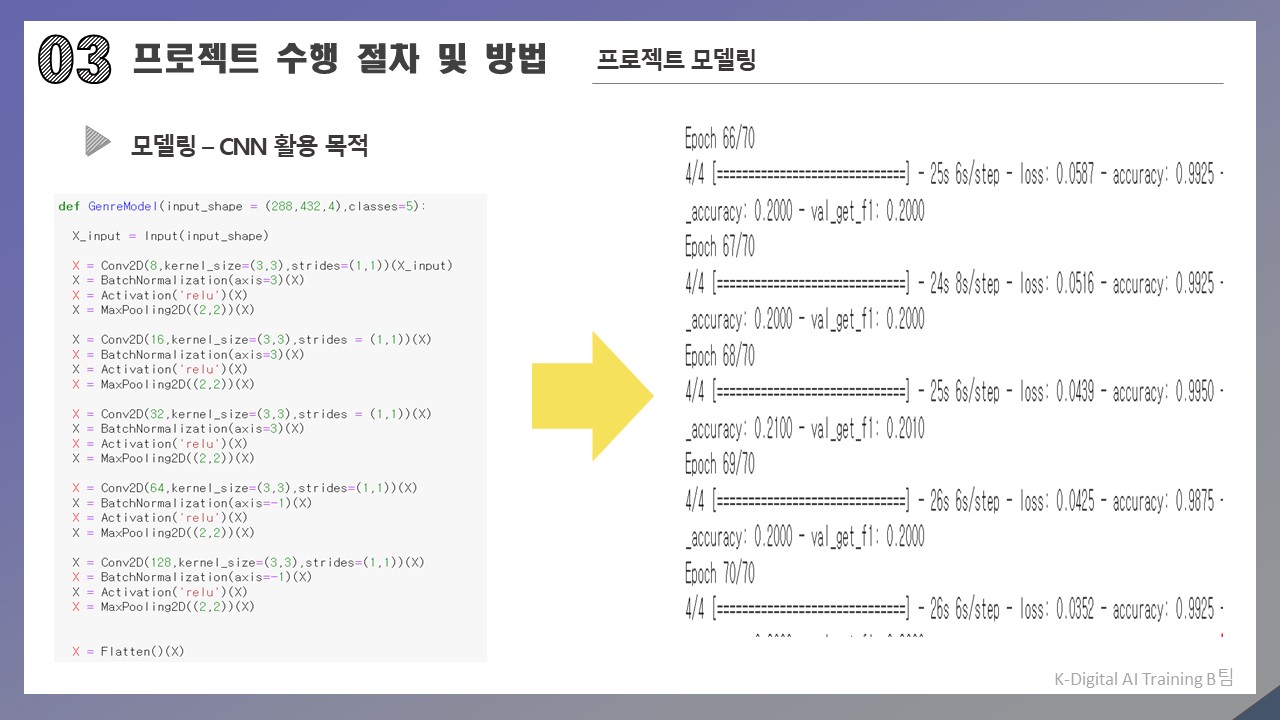 03 프로젝트 수행 절차 및 방법
프로젝트 모델링
모델링 – CNN 활용 목적
def GenreModel(input_shape = (288,432,4),classes=5):
X_input = Input(input_shape)
X = Conv2D(8,kernel_size=(3,3),strides=(1,1))(X_input)
X = BatchNormalization(axis=3)(X)
X = Activation('relu')(X)
X = MaxPooling2D((2,2))(X)
X = Conv2D(16,kernel_size=(3,3),strides = (1,1))(X)
X = BatchNormalization(axis=3)(X)
X = Activation('relu')(X)
X = MaxPooling2D((2,2))(X)
X = Conv2D(32,kernel_size=(3,3),strides = (1,1))(X)
X = BatchNormalization(axis=3)(X)
X = Activation('relu')(X)
X = MaxPooling2D((2,2))(X)
X = Conv2D(64,kernel_size=(3,3),strides=(1,1))(X)
X = BatchNormalization(axis=-1)(X)
X = Activation('relu')(X)
X = MaxPooling2D((2,2))(X)
X = Conv2D(128,kernel_size=(3,3),strides=(1,1))(X)
X = BatchNormalization(axis=-1)(X)
X = Activation('relu')(X)
X = MaxPooling2D((2,2))(X)
X = Flatten()(X)
Epoch 66/70
4/4 [==============================] - 25s 6s/step - loss: 0.0587 - accuracy: 0.9925 -
_accuracy: 0.2000 - val_get_f1: 0.2000
Epoch 67/70
4/4 [==============================] - 24s 8s/step - loss: 0.0516 - accuracy: 0.9925 -
_accuracy: 0.2000 - val_get_f1: 0.2000
Epoch 68/70
4/4 [==============================] - 25s 6s/step - loss: 0.0439 - accuracy: 0.9950 -
_accuracy: 0.2100 - val_get_f1: 0.2010
Epoch 69/70
4/4 [==============================] - 26s 6s/step - loss: 0.0425 - accuracy: 0.9875 -
_accuracy: 0.2000 - val_get_f1: 0.2000
Epoch 70/70
4/4 [==============================] - 26s 6s/step - loss: 0.0352 - accuracy: 0.9925 -
K-Digital AI Training B팀